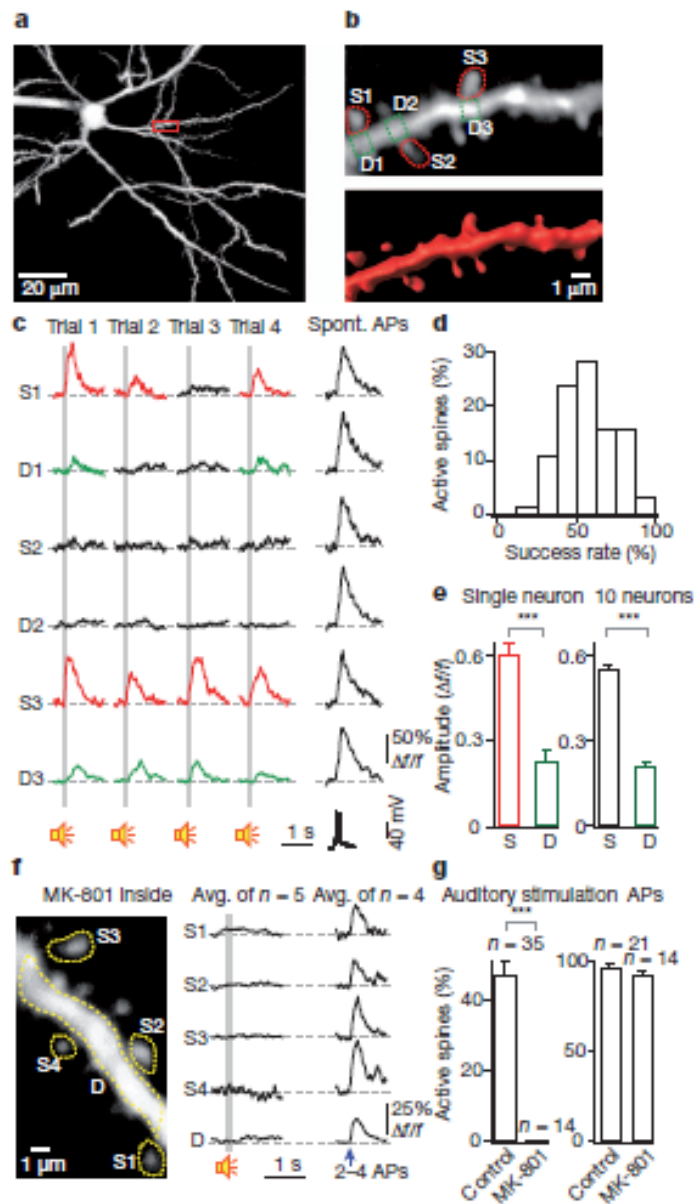 a
b
S3
S1
D2
D3
D1
S2
20 μm
1 μm
c
Trial 1 Trial 2 Trial 3 Trial 4 Spont. APs
S1
D1
S2
D2
S3
D3
50%
Δf/f
1 s
40 mV
d
Active spines (%)
30
20
10
0
0 50 100
Success rate (%)
e Single neuron 10 neurons
*** ***
Amplitude (Δf/f)
0.6 0.6
0.3 0.3
0 0
S D S D
f
MK-801 inside Avg. of n = 5 Avg. of n = 4
S3
S2
S4
D
S1
1 μm
S1
S2
S3
S4
D
25%
Δf/f
1 s
2–4 APs
g
Auditory stimulation APs
***
n = 35 n = 21
n = 14
Active spines (%)
40 100
20 50
0 0
n = 14
Control
MK-801
Control
MK-801